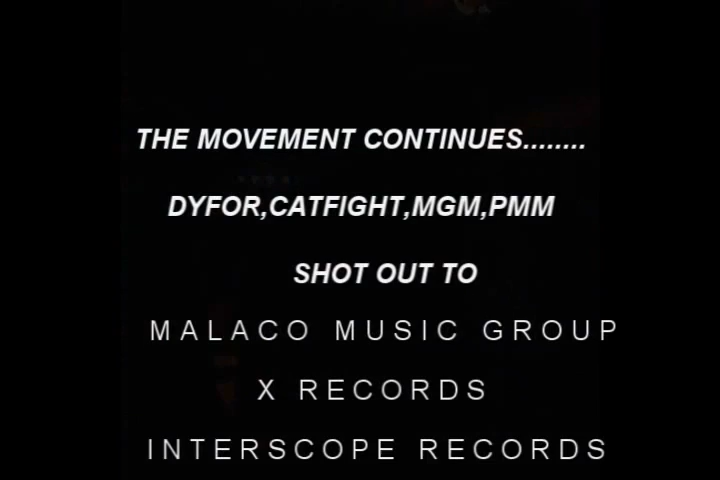 THE MOVEMENT CONTINUES........
DYFOR,CATFIGHT,MGM,PMM
SHOT OUT TO
MALACO MUSIC GROUP
X RECORDS
INTERSCOPE RECORDS